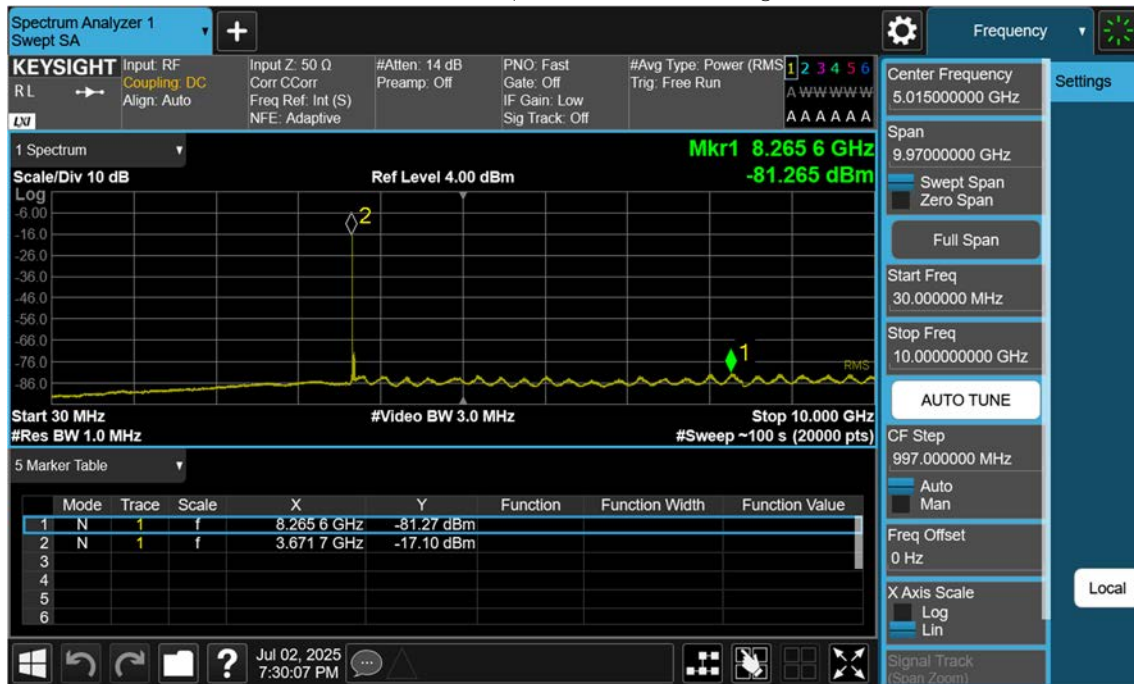 Spectrum Analyzer 1
Swept SA
+
Frequency
KEYSIGHT
RL
LXI
Input: RF
Coupling: DC
Align: Auto
Input Z: 50 Ω
Corr CCorr
Freq Ref: Int (S)
NFE: Adaptive
#Atten: 14 dB
Preamp: Off
PNO: Fast
Gate: Off
IF Gain: Low
Sig Track: Off
#Avg Type: Power (RMS
Trig: Free Run
1 2 3 4 5 6
A W W W W W
A A A A A A
1 Spectrum
Mkr1 8.265 6 GHz
-81.265 dBm
Scale/Div 10 dB
Ref Level 4.00 dBm
Log
-6.00
-16.0
-26.0
-36.0
-46.0
-56.0
-66.0
-76.0
-86.0
2
1
RMS
Start 30 MHz
#Video BW 3.0 MHz
Stop 10.000 GHz
#Res BW 1.0 MHz
#Sweep ~100 s (20000 pts)
5 Marker Table
Mode Trace Scale X Y Function Function Width Function Value
1 N 1 f 8.265 6 GHz -81.27 dBm
2 N 1 f 3.671 7 GHz -17.10 dBm
3
4
5
6
?
Jul 02, 2025
7:30:07 PM
Center Frequency
5.015000000 GHz
Span
9.97000000 GHz
Swept Span
Zero Span
Full Span
Start Freq
30.000000 MHz
Stop Freq
10.000000000 GHz
AUTO TUNE
CF Step
997.000000 MHz
Auto
Man
Freq Offset
0 Hz
X Axis Scale
Log
Lin
Signal Track
(Span Zoom)
Settings
Local